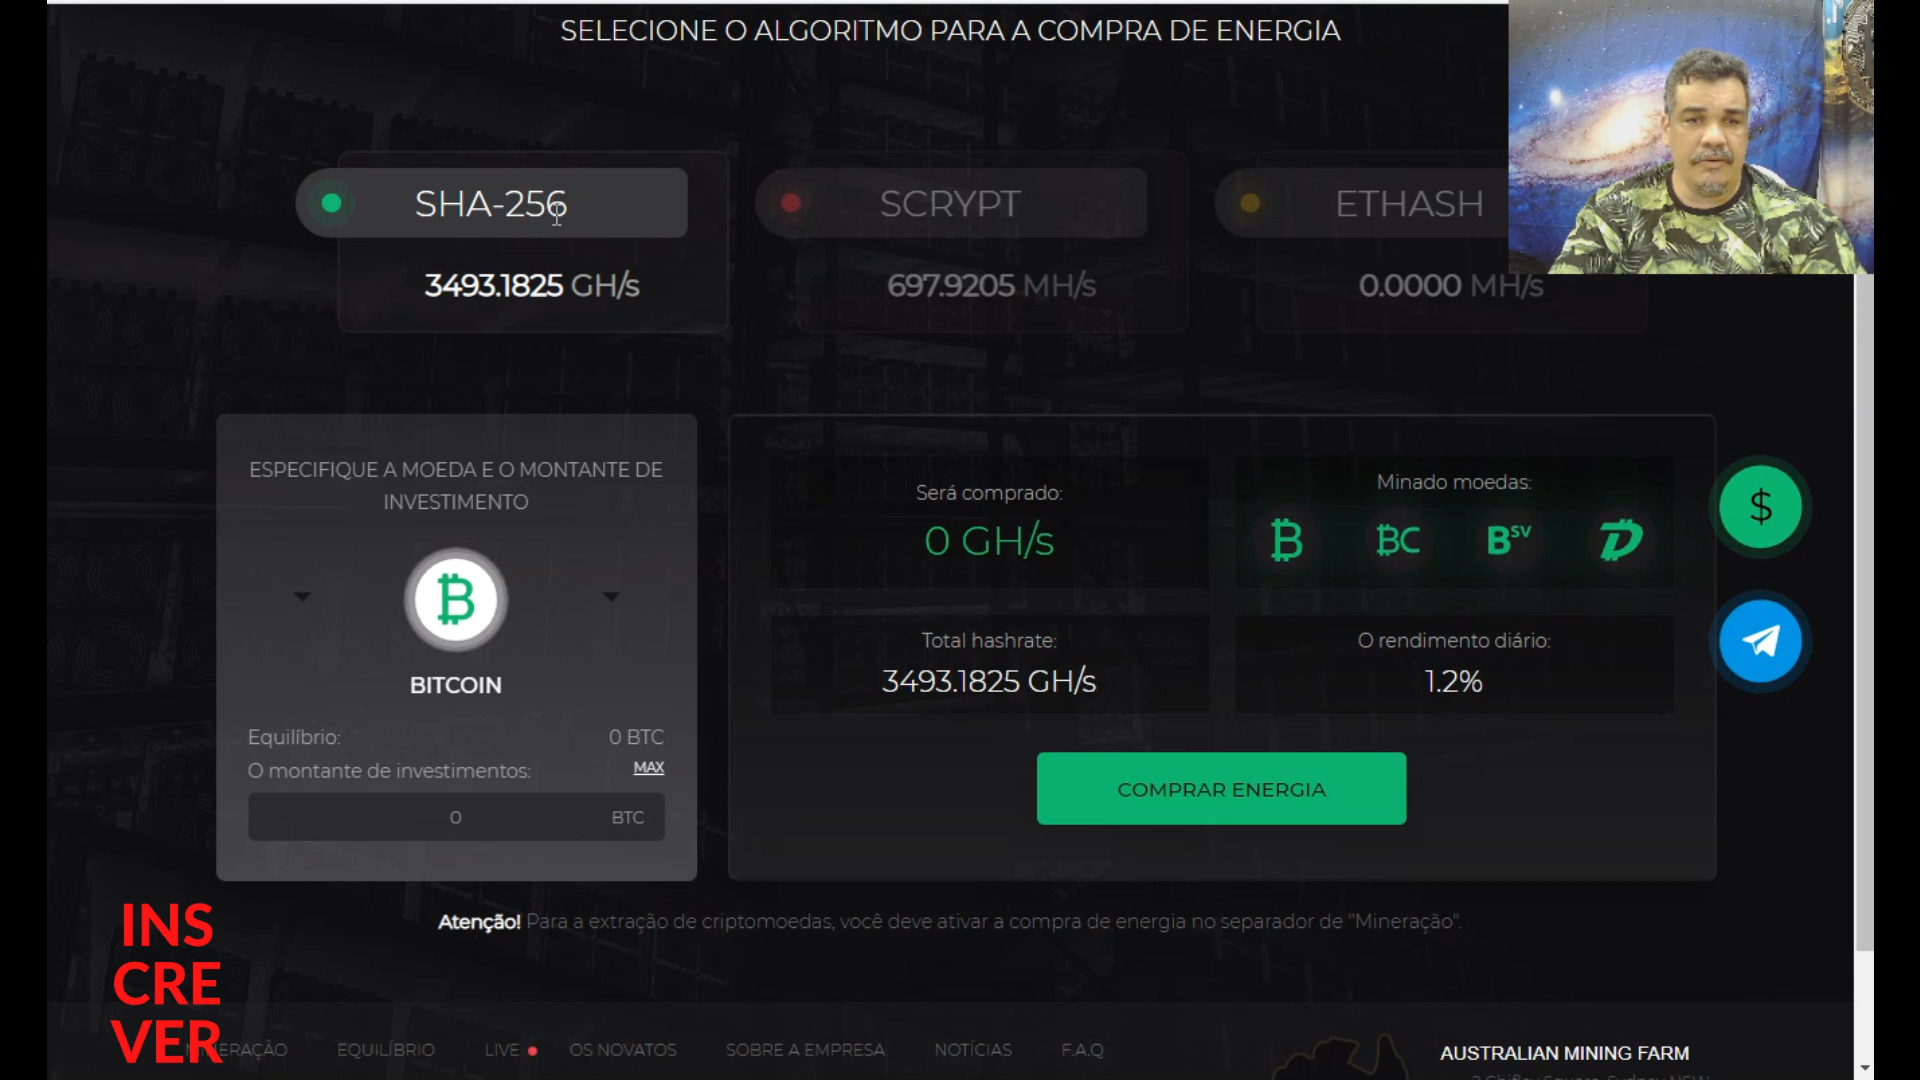 SELECIONE O ALGORITMO PARA A COMPRA DE ENERGIA
SHA-256
SCRYPT
ETHASH
3493.1825 GH/s
697.9205 MH/s
0.0000 MH/s
ESPECIFIQUE A MOEDA E O MONTANTE DE
INVESTIMENTO
BITCOIN
Equilíbrio: 0 BTC
O montante de investimentos: MAX
0 BTC
Será comprado:
0 GH/s
Minado moedas:
Total hashrate:
3493.1825 GH/s
O rendimento diário:
1.2%
COMPRAR ENERGIA
Atenção! Para a extração de criptomoedas, você deve ativar a compra de energia no separador de "Mineração".
INS
CRE
VER
EQUILÍBRIO
LIVE
OS NOVATOS
SOBRE A EMPRESA
NOTÍCIAS
F.A.Q
AUSTRALIAN MINING FARM